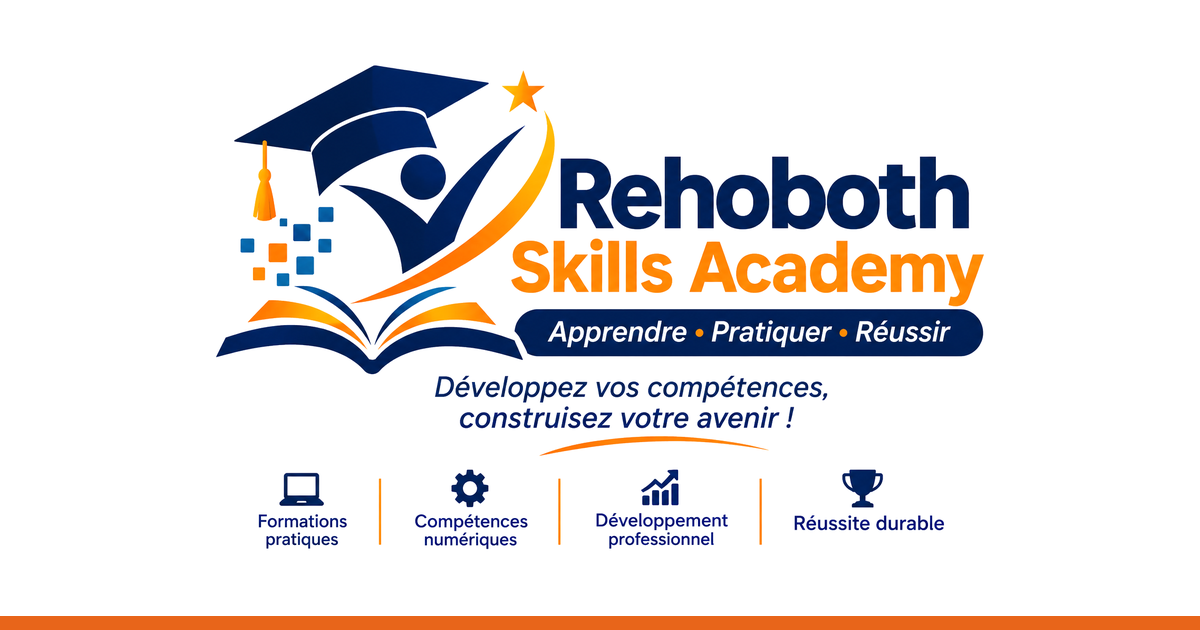 Rehoboth
Skills Academy
Apprendre • Pratiquer • Réussir
Développez vos compétences,
construisez votre avenir !
Formations
pratiques
Compétences
numériques
Développement
professionnel
Réussite durable